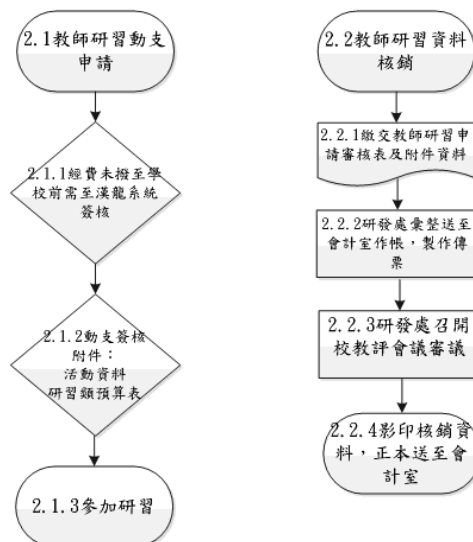 2.1教師研習動支
申請
2.1.1經費未撥至學
校前需至漢龍系統
簽核
2.1.2動支簽核
附件：
活動資料
研習類預算表
2.1.3參加研習
2.2教師研習資料
核銷
2.2.1繳交教師研習申
請審核表及附件資料
2.2.2研發處彙整送至
會計室作帳，製作傳
票
2.2.3研發處召開
校教評會議審議
2.2.4影印核銷資
料，正本送至會
計室